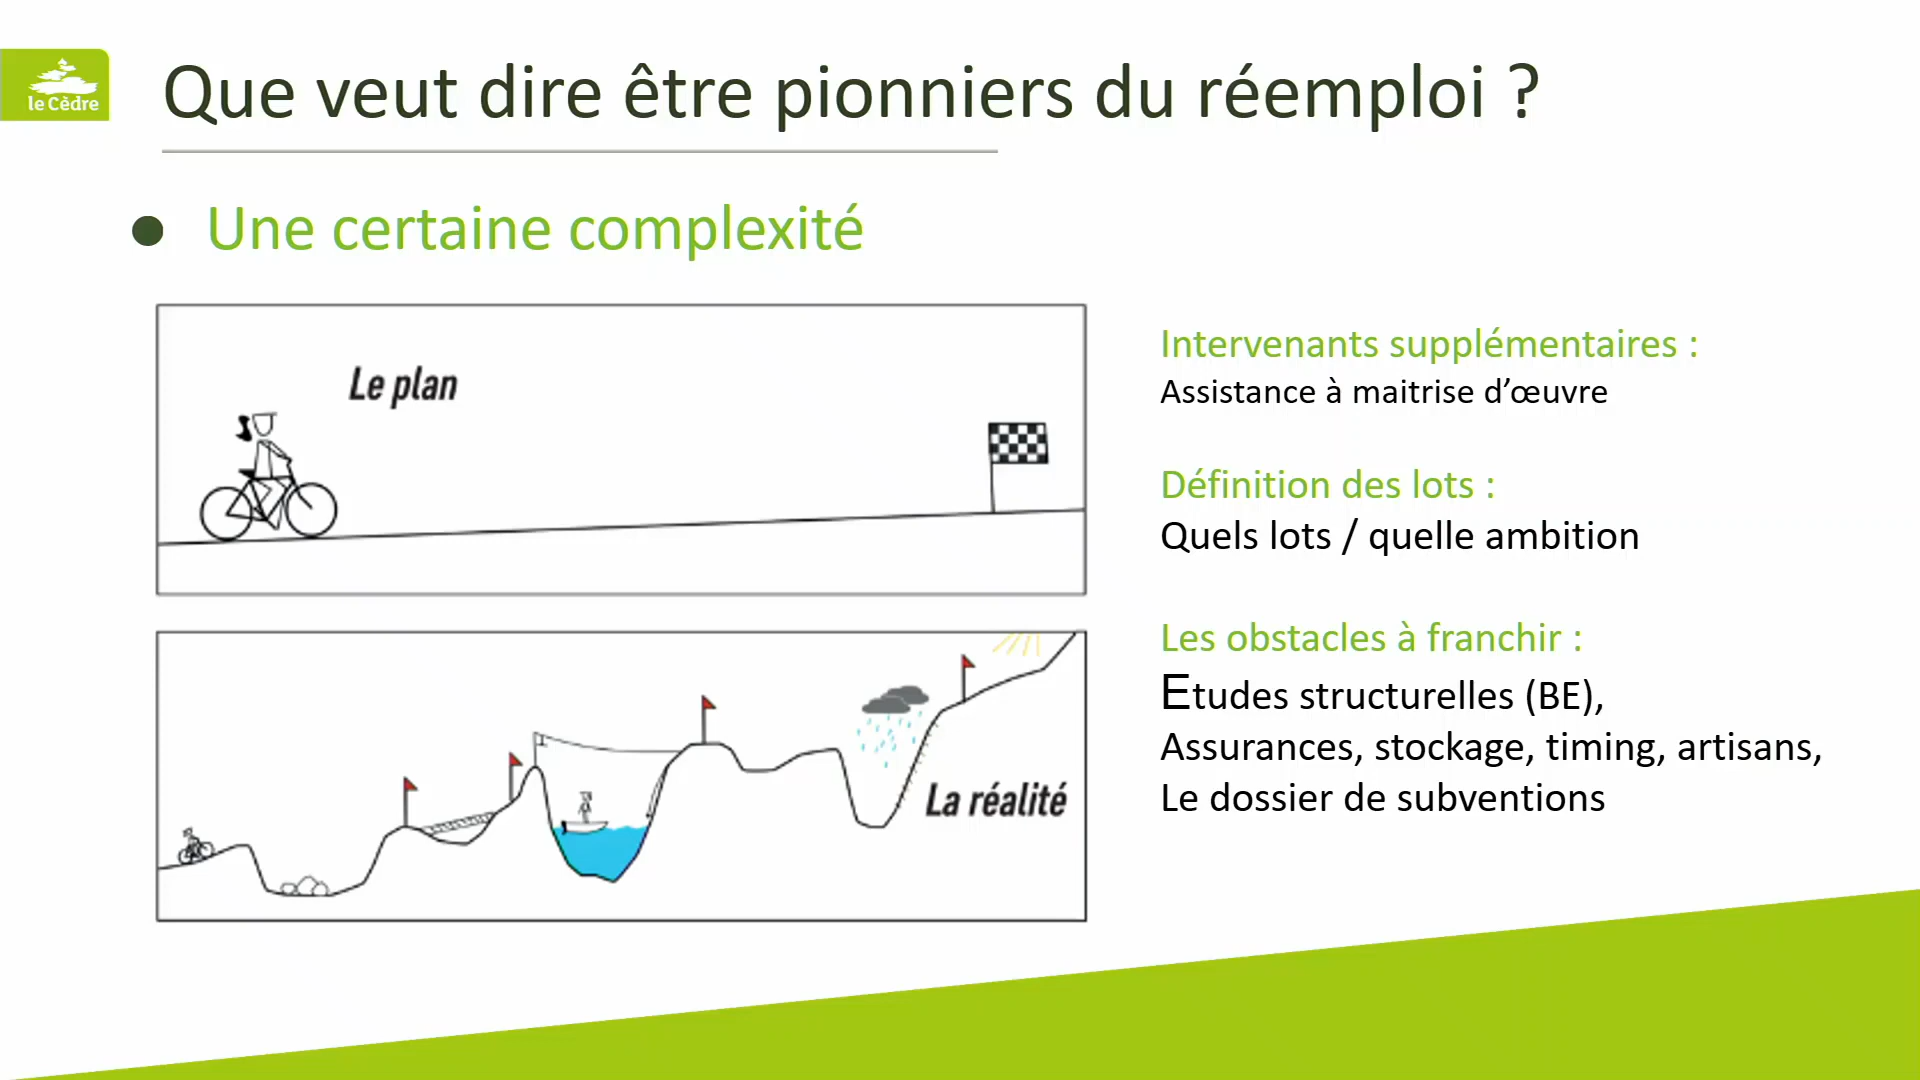 le Cèdre
Que veut dire être pionniers du réemploi ?
● Une certaine complexité
Le plan
La réalité
Intervenants supplémentaires :
Assistance à maitrise d’œuvre
Définition des lots :
Quels lots / quelle ambition
Les obstacles à franchir :
Etudes structurelles (BE),
Assurances, stockage, timing, artisans,
Le dossier de subventions